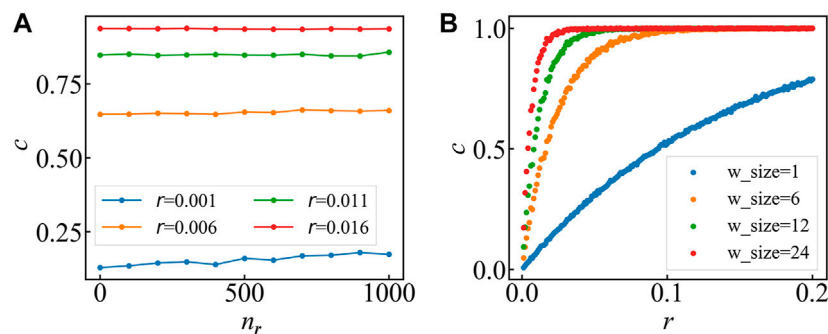 A
c
0.75
0.50
0.25
r=0.001 r=0.011
r=0.006 r=0.016
0 500 1000
n_r
B
c
1.0
0.5
0.0
w_size=1
w_size=6
w_size=12
w_size=24
0.0 0.1 0.2
r